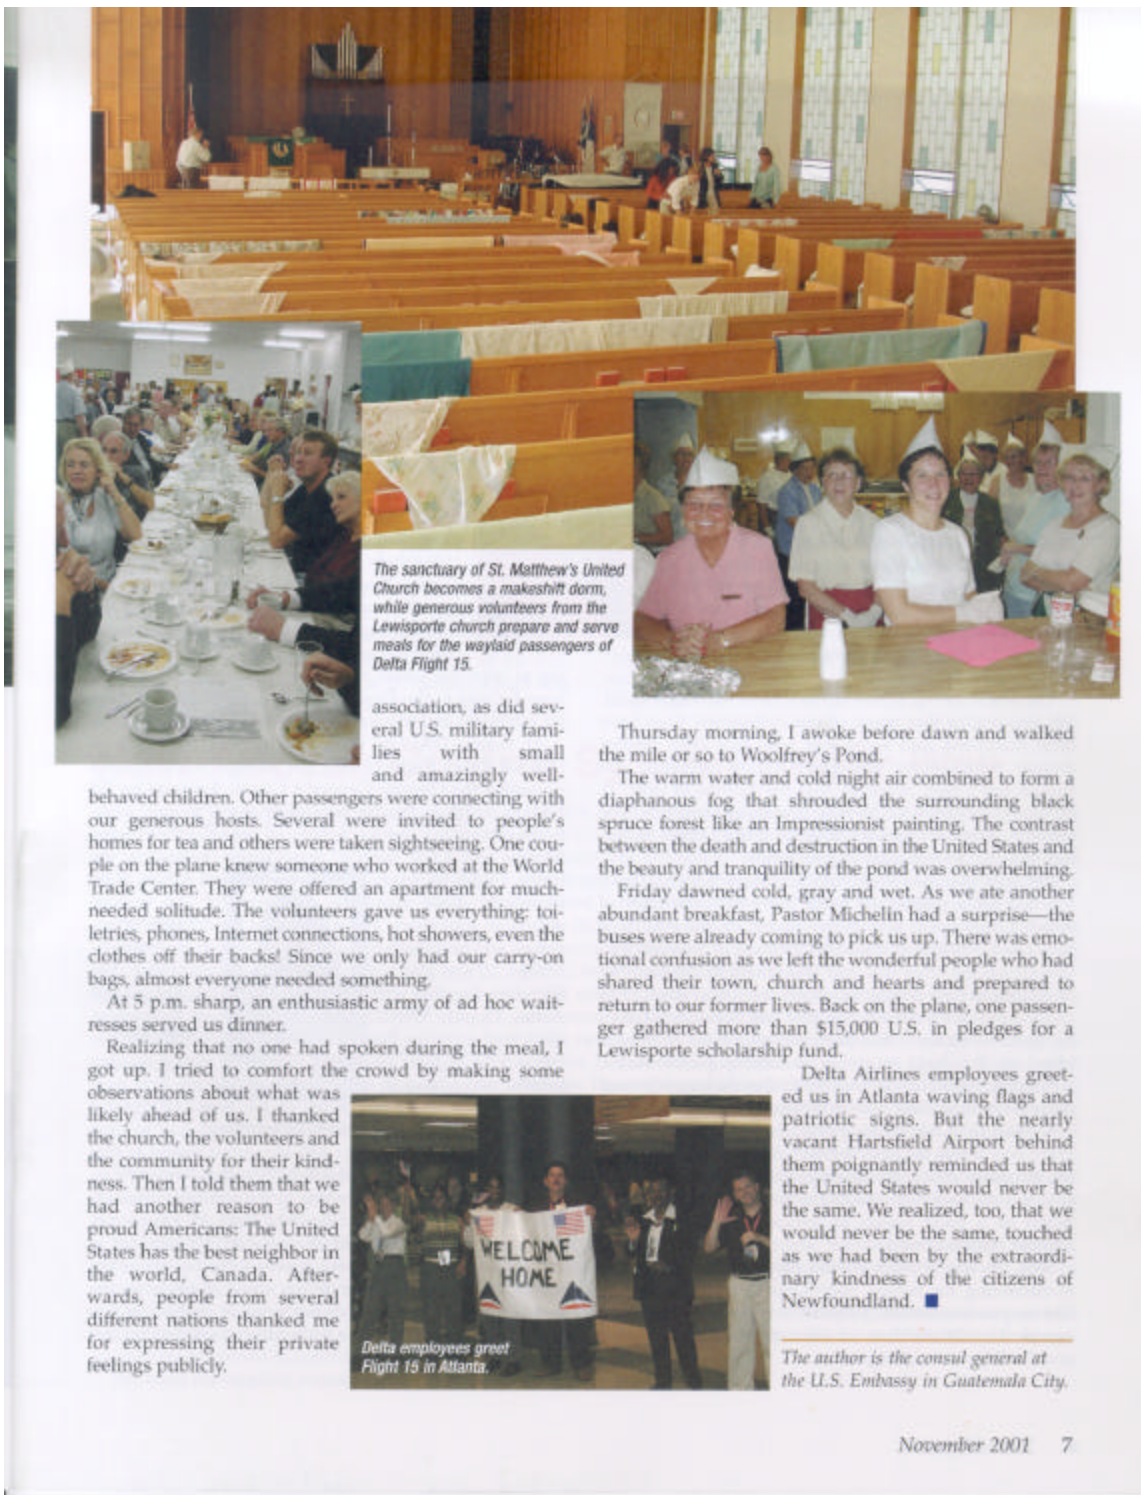 The sanctuary of St. Matthew's United
Church becomes a makeshift dorm,
while generous volunteers from the
Lewisporte church prepare and serve
meals for the waylaid passengers of
Delta Flight 15.
association, as did sev-
eral U.S. military fami-
lies with small
and amazingly well-
behaved children. Other passengers were connecting with
our generous hosts. Several were invited to people's
homes for tea and others were taken sightseeing. One cou-
ple on the plane knew someone who worked at the World
Trade Center. They were offered an apartment for much-
needed solitude. The volunteers gave us everything: toi-
letries, phones, Internet connections, hot showers, even the
clothes off their backs! Since we only had our carry-on
bags, almost everyone needed something.
At 5 p.m. sharp, an enthusiastic army of ad hoc wait-
resses served us dinner.
Realizing that no one had spoken during the meal, I
got up. I tried to comfort the crowd by making some
observations about what was
likely ahead of us. I thanked
the church, the volunteers and
the community for their kind-
ness. Then I told them that we
had another reason to be
proud Americans: The United
States has the best neighbor in
the world, Canada. After-
wards, people from several
different nations thanked me
for expressing their private
feelings publicly.
WELCOME
HOME
Delta employees greet
Flight 15 in Atlanta.
Thursday morning, I awoke before dawn and walked
the mile or so to Woolfrey's Pond.
The warm water and cold night air combined to form a
diaphanous fog that shrouded the surrounding black
spruce forest like an Impressionist painting. The contrast
between the death and destruction in the United States and
the beauty and tranquility of the pond was overwhelming.
Friday dawned cold, gray and wet. As we ate another
abundant breakfast, Pastor Michelin had a surprise—the
buses were already coming to pick us up. There was emo-
tional confusion as we left the wonderful people who had
shared their town, church and hearts and prepared to
return to our former lives. Back on the plane, one passen-
ger gathered more than $15,000 U.S. in pledges for a
Lewisporte scholarship fund.
Delta Airlines employees greet-
ed us in Atlanta waving flags and
patriotic signs. But the nearly
vacant Hartsfield Airport behind
them poignantly reminded us that
the United States would never be
the same. We realized, too, that we
would never be the same, touched
as we had been by the extraordi-
nary kindness of the citizens of
Newfoundland.
The author is the consul general at
the U.S. Embassy in Guatemala City.
November 2001 7